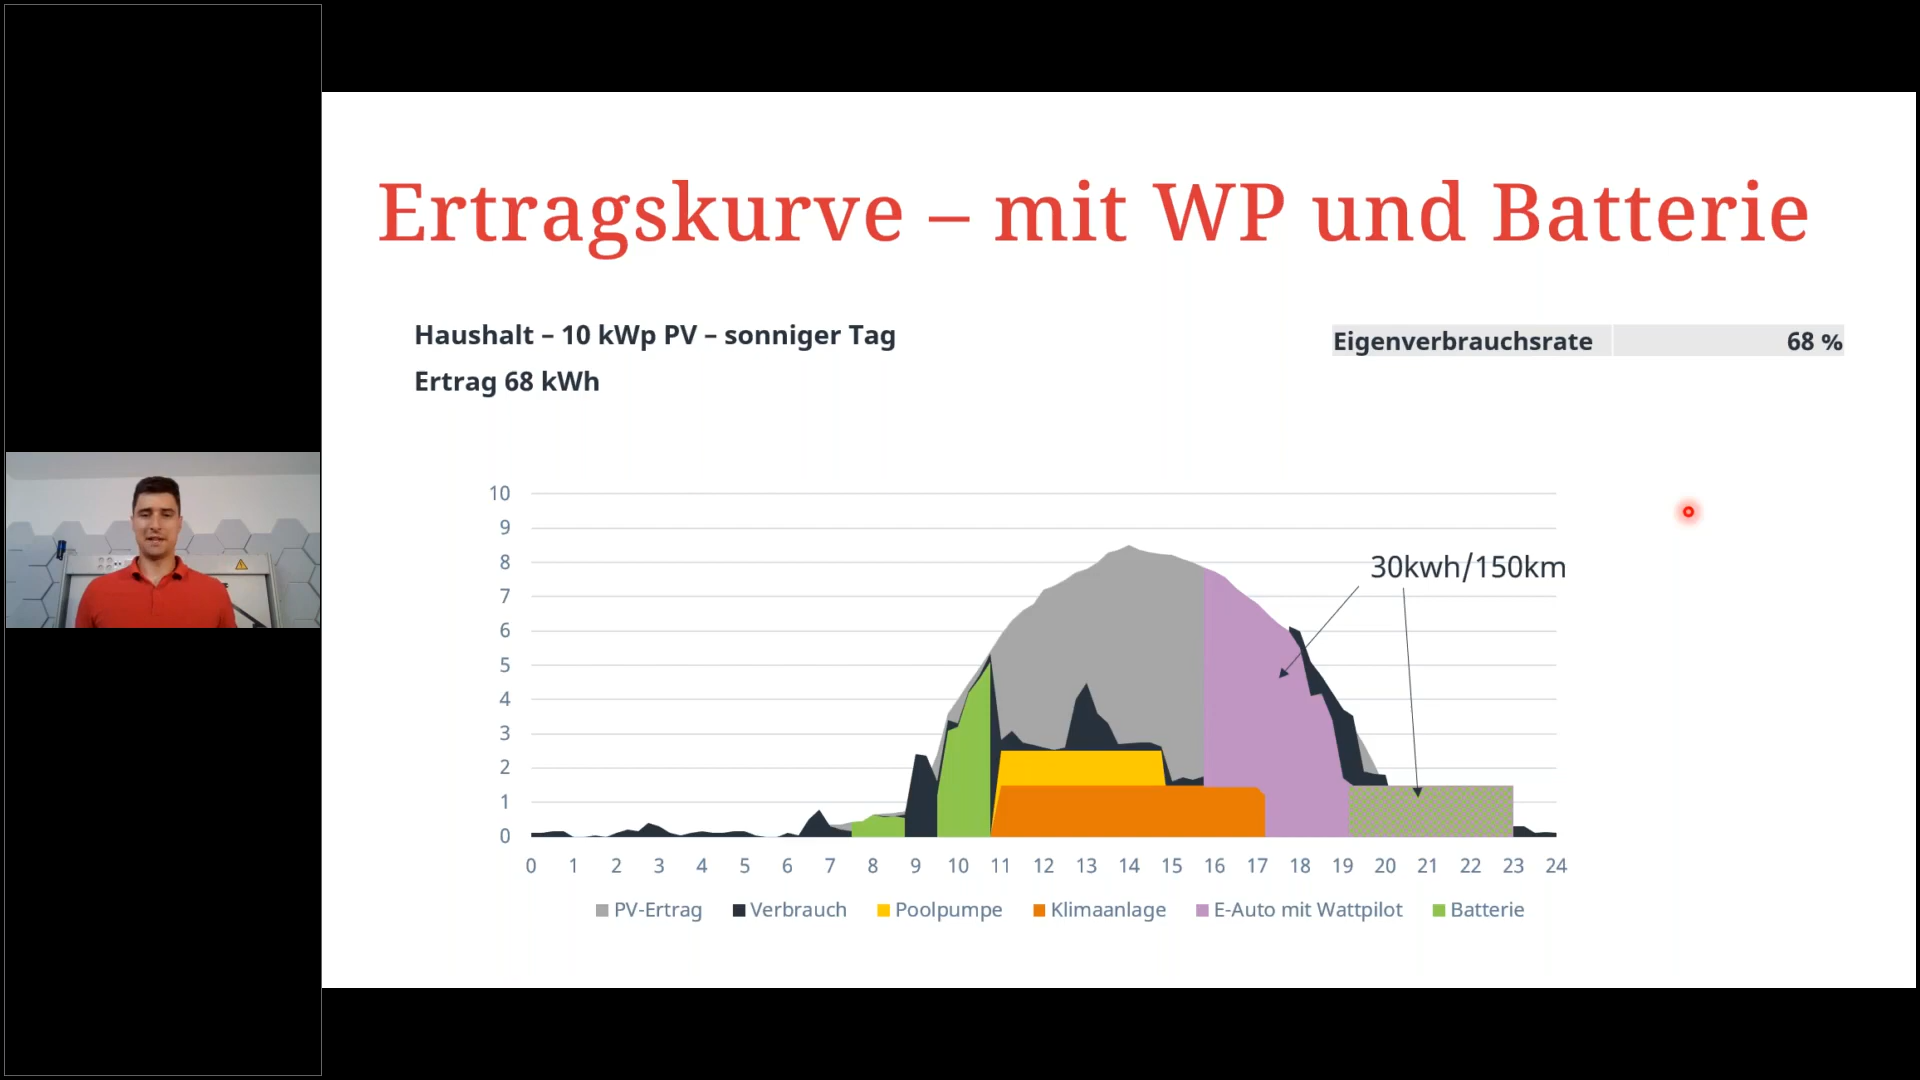 Ertragskurve – mit WP und Batterie
Haushalt – 10 kWp PV – sonniger Tag
Eigenverbrauchsrate 68 %
Ertrag 68 kWh
10
9
8
7
6
5
4
3
2
1
0
30kwh/150km
0 1 2 3 4 5 6 7 8 9 10 11 12 13 14 15 16 17 18 19 20 21 22 23 24
PV-Ertrag Verbrauch Poolpumpe Klimaanlage E-Auto mit Wattpilot Batterie